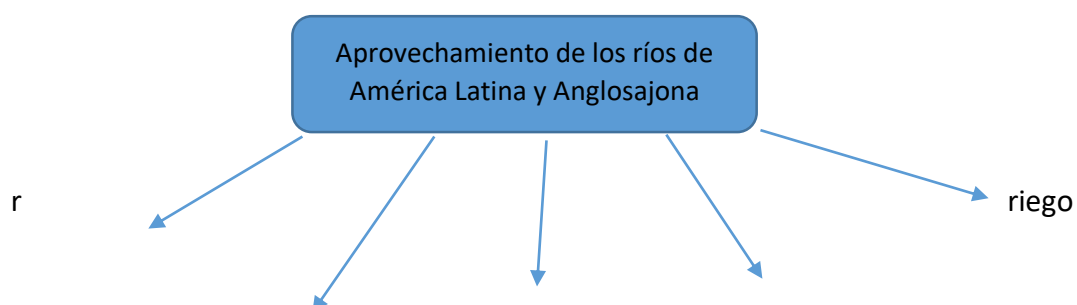 Aprovechamiento de los ríos de
América Latina y Anglosajona
r
riego